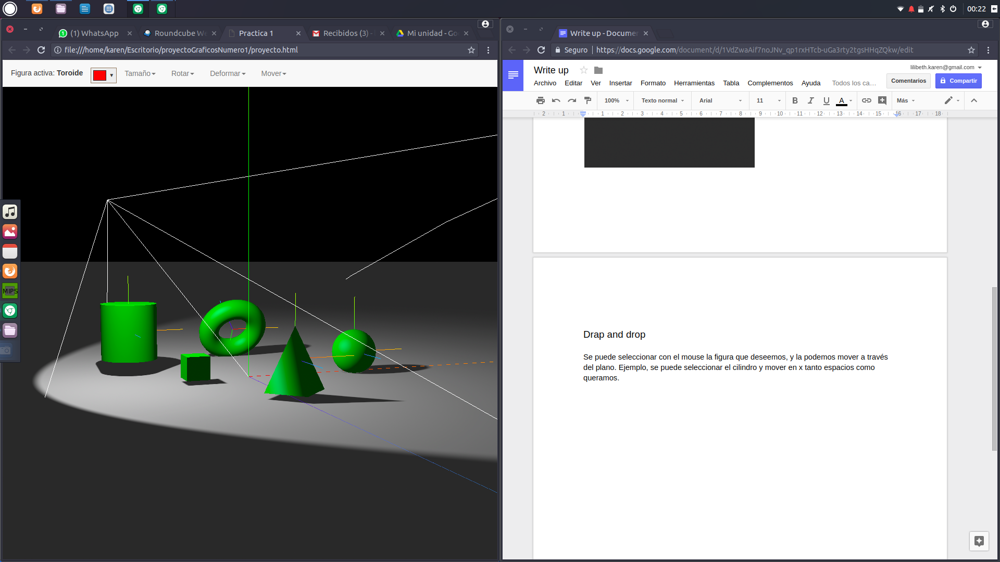 00:22
(1) WhatsApp
Roundcube We
Practica 1
Recibidos (3) -
Mi unidad - Go
Write up - Documen
file:///home/karen/Escritorio/proyectoGraficosNumero1/proyecto.html
Seguro
https://docs.google.com/document/d/1VdZwaAif7noJNv_qp1rxHTcb-uGa3rty2tgsHHqZQkw/edit
Figura activa: Toroide
Tamaño
Rotar
Deformar
Mover
Write up
lilibeth.karen@gmail.com
Archivo
Editar
Ver
Insertar
Formato
Herramientas
Tabla
Complementos
Ayuda
Todos los ca...
Comentarios
Compartir
100%
Texto normal
Arial
11
B
I
U
A
Más
2 1 1 2 3 4 5 6 7 8 9 10 11 12 13 14 15 16 17 18
MIPS
Drap and drop
Se puede seleccionar con el mouse la figura que deseemos, y la podemos mover a través
del plano. Ejemplo, se puede seleccionar el cilindro y mover en x tanto espacios como
queramos.